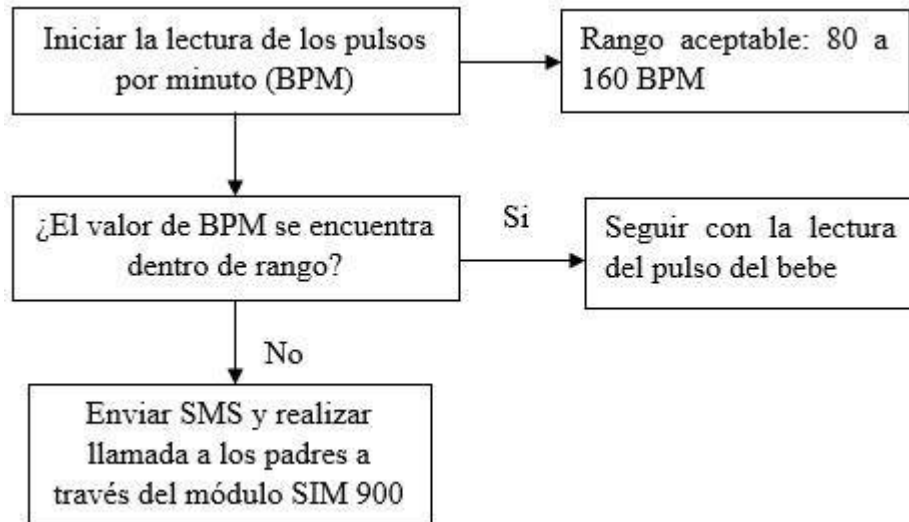 Iniciar la lectura de los pulsos
por minuto (BPM)
Rango aceptable: 80 a
160 BPM
¿El valor de BPM se encuentra
dentro de rango?
Si
Seguir con la lectura
del pulso del bebe
No
Enviar SMS y realizar
llamada a los padres a
través del módulo SIM 900